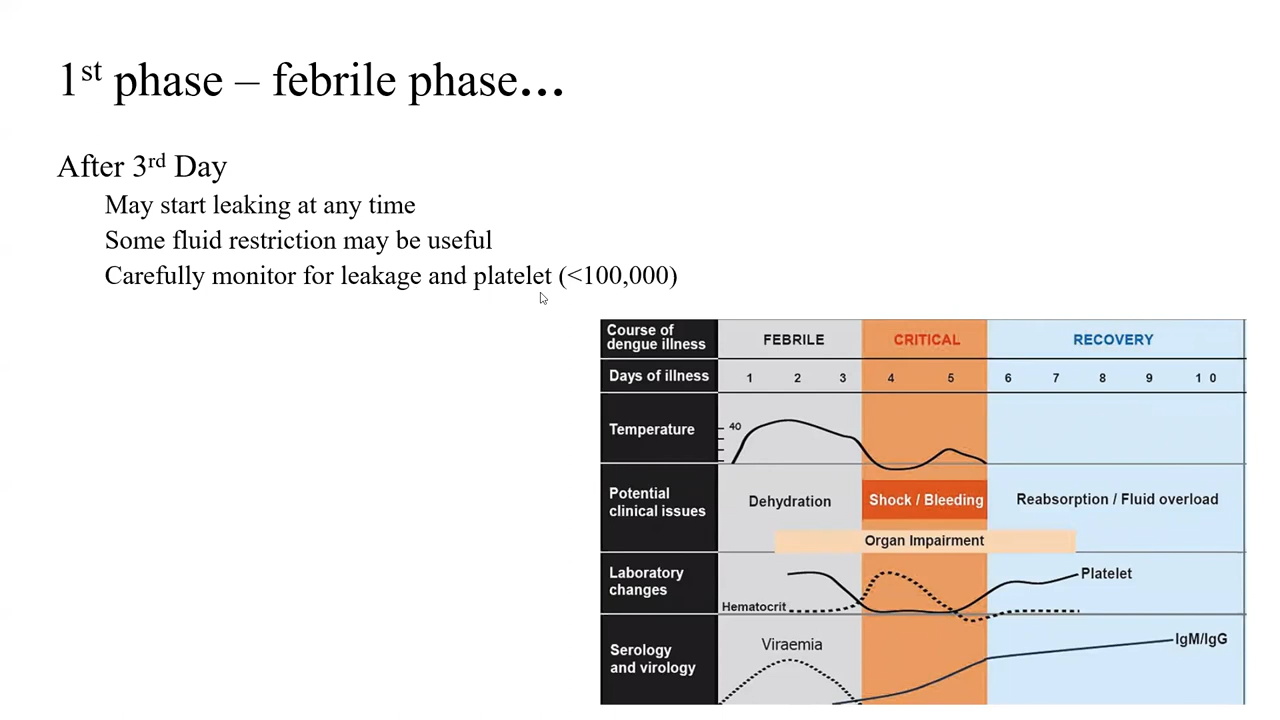 1st phase – febrile phase…
After 3rd Day
May start leaking at any time
Some fluid restriction may be useful
Carefully monitor for leakage and platelet (<100,000)
Course of dengue illness
FEBRILE
CRITICAL
RECOVERY
Days of illness
1 2 3 4 5 6 7 8 9 1 0
Temperature
40
Potential clinical issues
Dehydration
Shock / Bleeding
Reabsorption / Fluid overload
Organ Impairment
Laboratory changes
Hematocrit
Platelet
Serology and virology
Viraemia
IgM/IgG